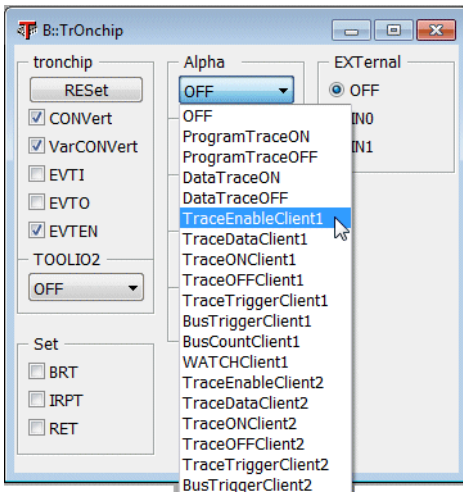 B::TrOnchip
tronchip
RESet
CONVert
VarCONVert
EVTI
EVTO
EVTEN
TOOLIO2
OFF
Set
BRT
IRPT
RET
Alpha
OFF
OFF
ProgramTraceON
ProgramTraceOFF
DataTraceON
DataTraceOFF
TraceEnableClient1
TraceDataClient1
TraceONClient1
TraceOFFClient1
TraceTriggerClient1
BusTriggerClient1
BusCountClient1
WATCHClient1
TraceEnableClient2
TraceDataClient2
TraceONClient2
TraceOFFClient2
TraceTriggerClient2
BusTriggerClient2
EXTernal
OFF
IN0
IN1